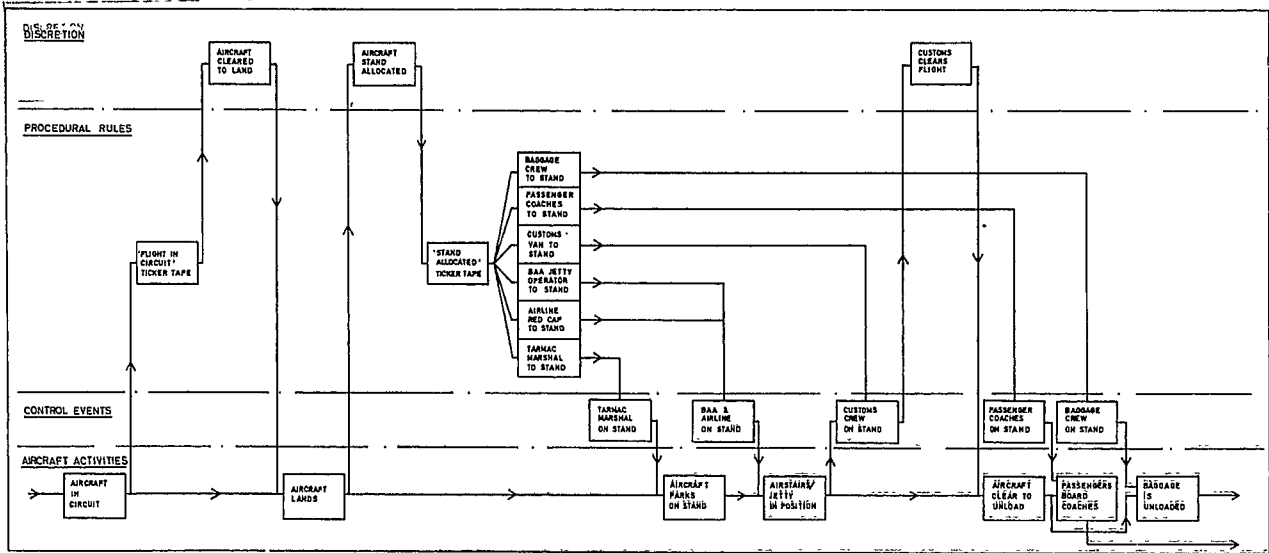 DISCRETION
DISCRETION
AIRCRAFT
CLEARED
TO LAND
AIRCRAFT
STAND
ALLOCATED
CUSTOMS
CLEARS
FLIGHT
PROCEDURAL RULES
BAGGAGE
CREW
TO STAND
PASSENGER
COACHES
TO STAND
CUSTOMS
VAN TO
STAND
BAA JETTY
OPERATOR
TO STAND
AIRLINE
RED CAP
TO STAND
TARMAC
MARSHAL
TO STAND
'FLIGHT IN
CIRCUIT'
TICKER TAPE
'STAND
ALLOCATED'
TICKER TAPE
CONTROL EVENTS
TARMAC
MARSHAL
ON STAND
BAA &
AIRLINE
ON STAND
CUSTOMS
CREW
ON STAND
PASSENGER
COACHES
ON STAND
BAGGAGE
CREW
ON STAND
AIRCRAFT ACTIVITIES
AIRCRAFT
IN
CIRCUIT
AIRCRAFT
LANDS
AIRCRAFT
PARKS
ON STAND
AIRSTAIRS/
JETTY
IN POSITION
AIRCRAFT
CLEAR TO
UNLOAD
PASSENGERS
BOARD
COACHES
BAGGAGE
IS
UNLOADED